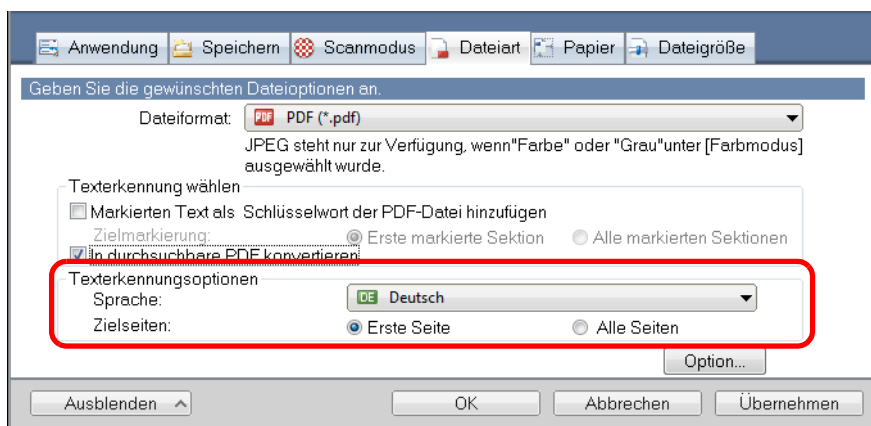 Anwendung Speichern Scanmodus Dateiart Papier Dateigröße
Geben Sie die gewünschten Dateioptionen an.
Dateiformat: PDF PDF (*.pdf)
JPEG steht nur zur Verfügung, wenn"Farbe" oder "Grau"unter [Farbmodus]
ausgewählt wurde.
Texterkennung wählen
Markierten Text als Schlüsselwort der PDF-Datei hinzufügen
Zielmarkierung: Erste markierte Sektion Alle markierten Sektionen
In durchsuchbare PDF konvertieren
Texterkennungsoptionen
Sprache: DE Deutsch
Zielseiten: Erste Seite Alle Seiten
Option...
Ausblenden OK Abbrechen Übernehmen